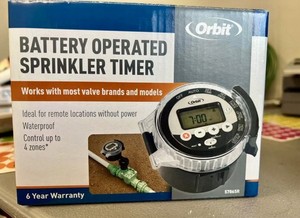 Orbit®
BATTERY OPERATED
SPRINKLER TIMER
Works with most valve brands and models
Ideal for remote locations without power
Waterproof
Control up to
4 zones*
Orbit
7:00
6 Year Warranty
57860R